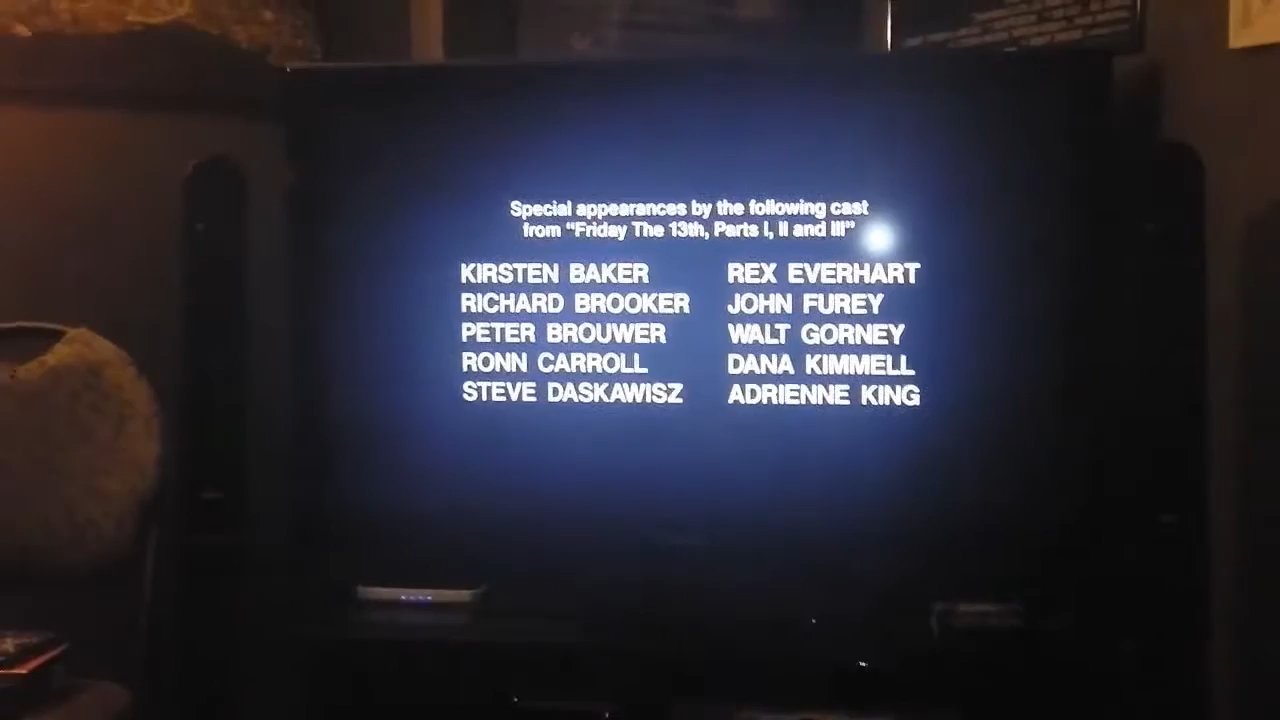 Special appearances by the following cast
from “Friday The 13th, Parts I, II and III”
KIRSTEN BAKER
RICHARD BROOKER
PETER BROUWER
RONN CARROLL
STEVE DASKAWISZ
REX EVERHART
JOHN FUREY
WALT GORNEY
DANA KIMMELL
ADRIENNE KING